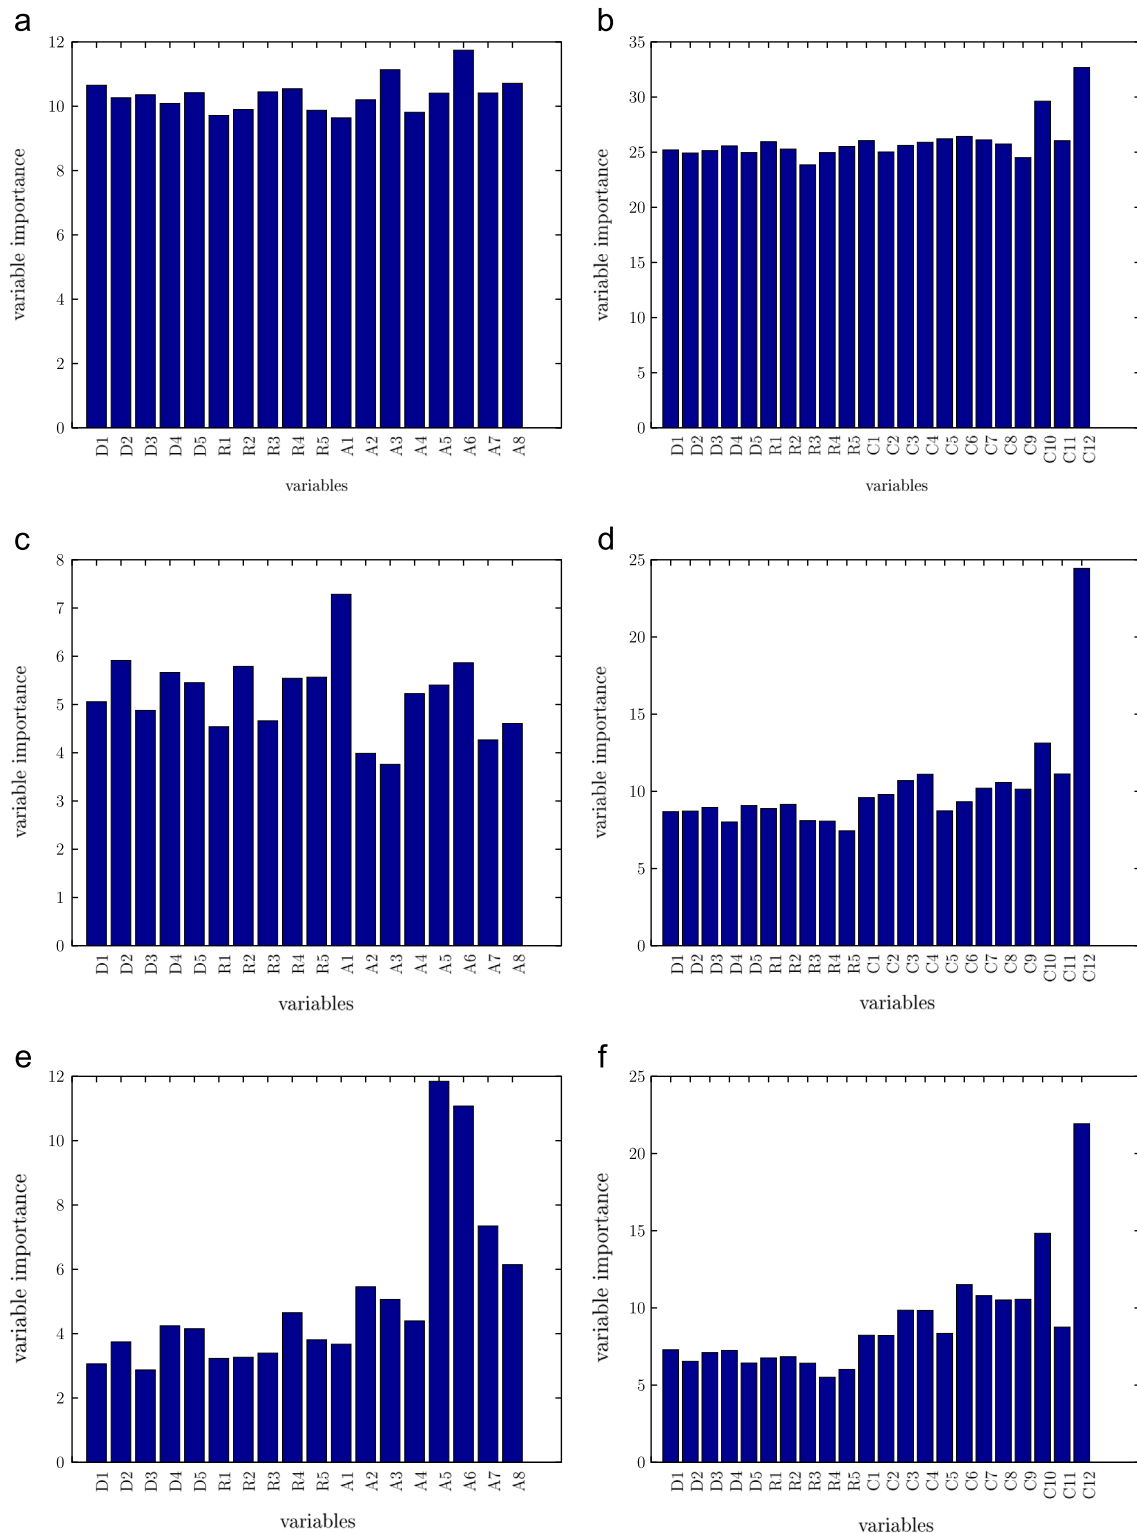 a
variable importance
12
10
8
6
4
2
0
D1 D2 D3 D4 D5 R1 R2 R3 R4 R5 A1 A2 A3 A4 A5 A6 A7 A8
variables
b
variable importance
35
30
25
20
15
10
5
0
D1 D2 D3 D4 D5 R1 R2 R3 R4 R5 C1 C2 C3 C4 C5 C6 C7 C8 C9 C10 C11 C12
variables
c
variable importance
8
7
6
5
4
3
2
1
0
D1 D2 D3 D4 D5 R1 R2 R3 R4 R5 A1 A2 A3 A4 A5 A6 A7 A8
variables
d
variable importance
25
20
15
10
5
0
D1 D2 D3 D4 D5 R1 R2 R3 R4 R5 C1 C2 C3 C4 C5 C6 C7 C8 C9 C10 C11 C12
variables
e
variable importance
12
10
8
6
4
2
0
D1 D2 D3 D4 D5 R1 R2 R3 R4 R5 A1 A2 A3 A4 A5 A6 A7 A8
variables
f
variable importance
25
20
15
10
5
0
D1 D2 D3 D4 D5 R1 R2 R3 R4 R5 C1 C2 C3 C4 C5 C6 C7 C8 C9 C10 C11 C12
variables